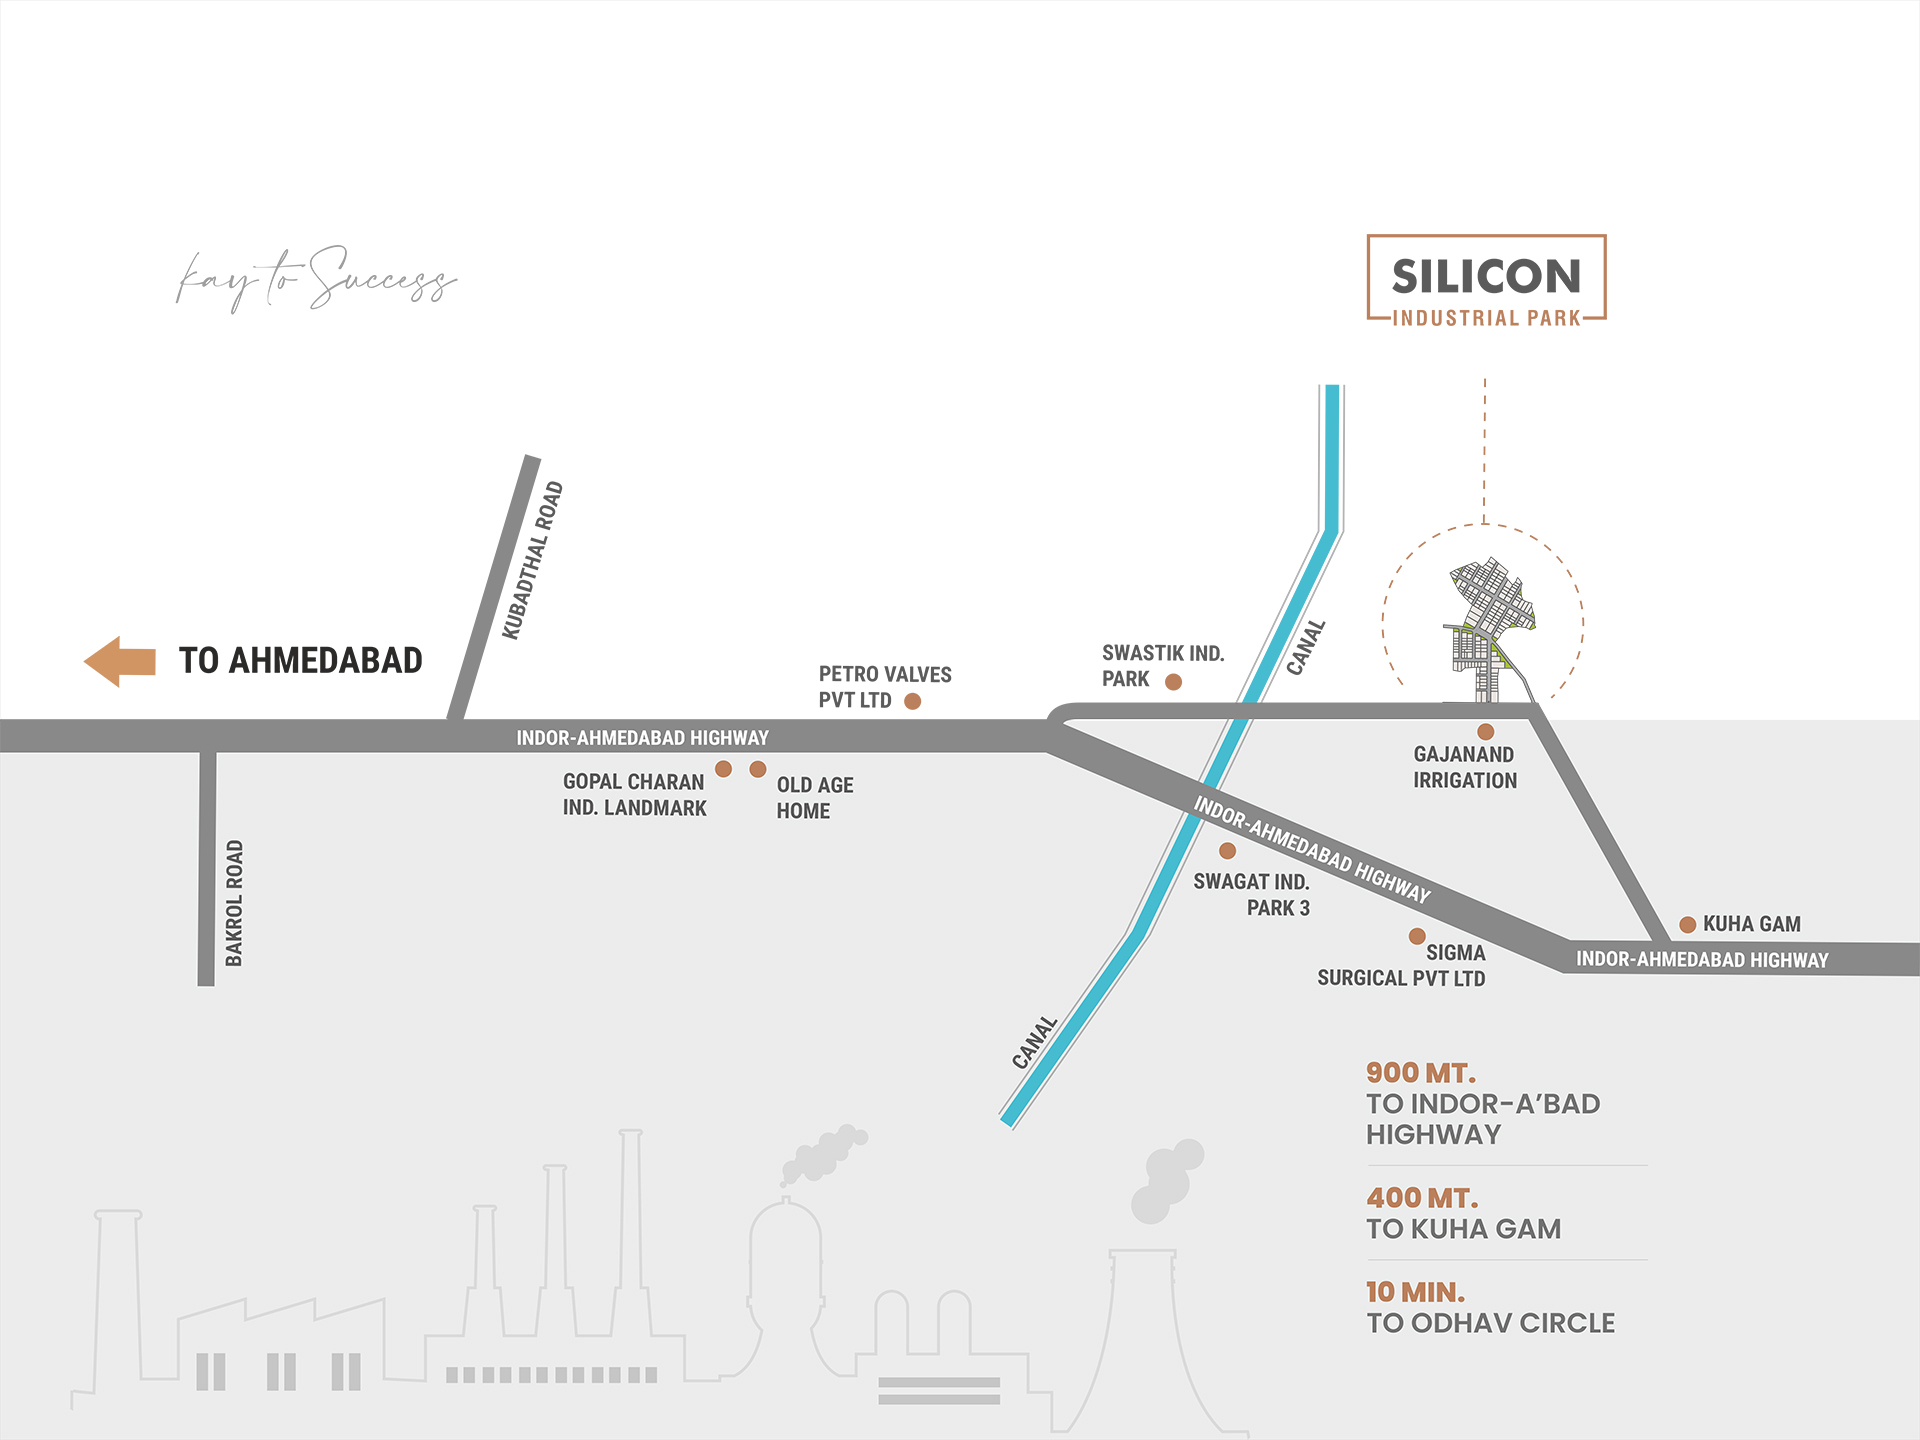 kay to Success
SILICON
INDUSTRIAL PARK
KUBADTHAL ROAD
TO AHMEDABAD
PETRO VALVES
PVT LTD
SWASTIK IND.
PARK
CANAL
INDOR-AHMEDABAD HIGHWAY
GOPAL CHARAN
IND. LANDMARK
OLD AGE
HOME
GAJANAND
IRRIGATION
BAKROL ROAD
INDOR-AHMEDABAD HIGHWAY
SWAGAT IND.
PARK 3
KUHA GAM
SIGMA
SURGICAL PVT LTD
INDOR-AHMEDABAD HIGHWAY
CANAL
900 MT.
TO INDOR-A'BAD
HIGHWAY
400 MT.
TO KUHA GAM
10 MIN.
TO ODHAV CIRCLE